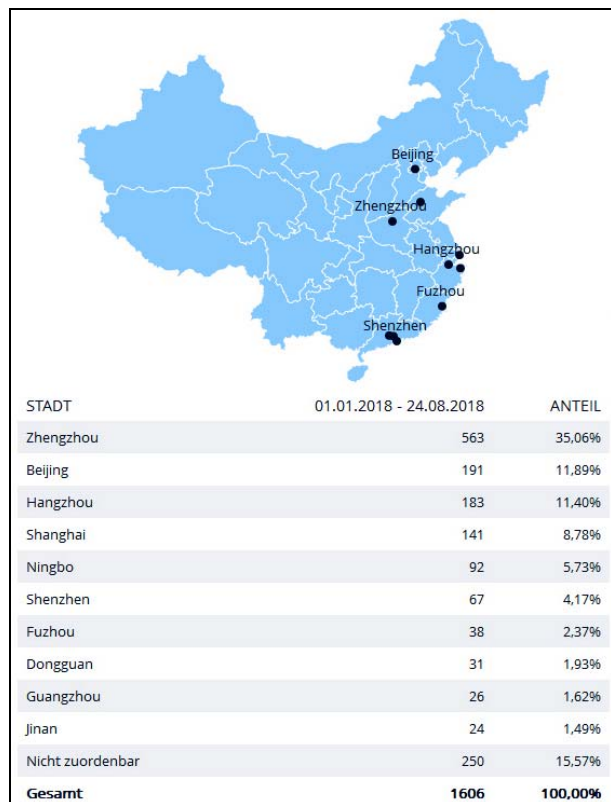 Beijing
Zhengzhou
Hangzhou
Fuzhou
Shenzhen
STADT 01.01.2018 - 24.08.2018 ANTEIL
Zhengzhou 563 35,06%
Beijing 191 11,89%
Hangzhou 183 11,40%
Shanghai 141 8,78%
Ningbo 92 5,73%
Shenzhen 67 4,17%
Fuzhou 38 2,37%
Dongguan 31 1,93%
Guangzhou 26 1,62%
Jinan 24 1,49%
Nicht zuordenbar 250 15,57%
Gesamt 1606 100,00%